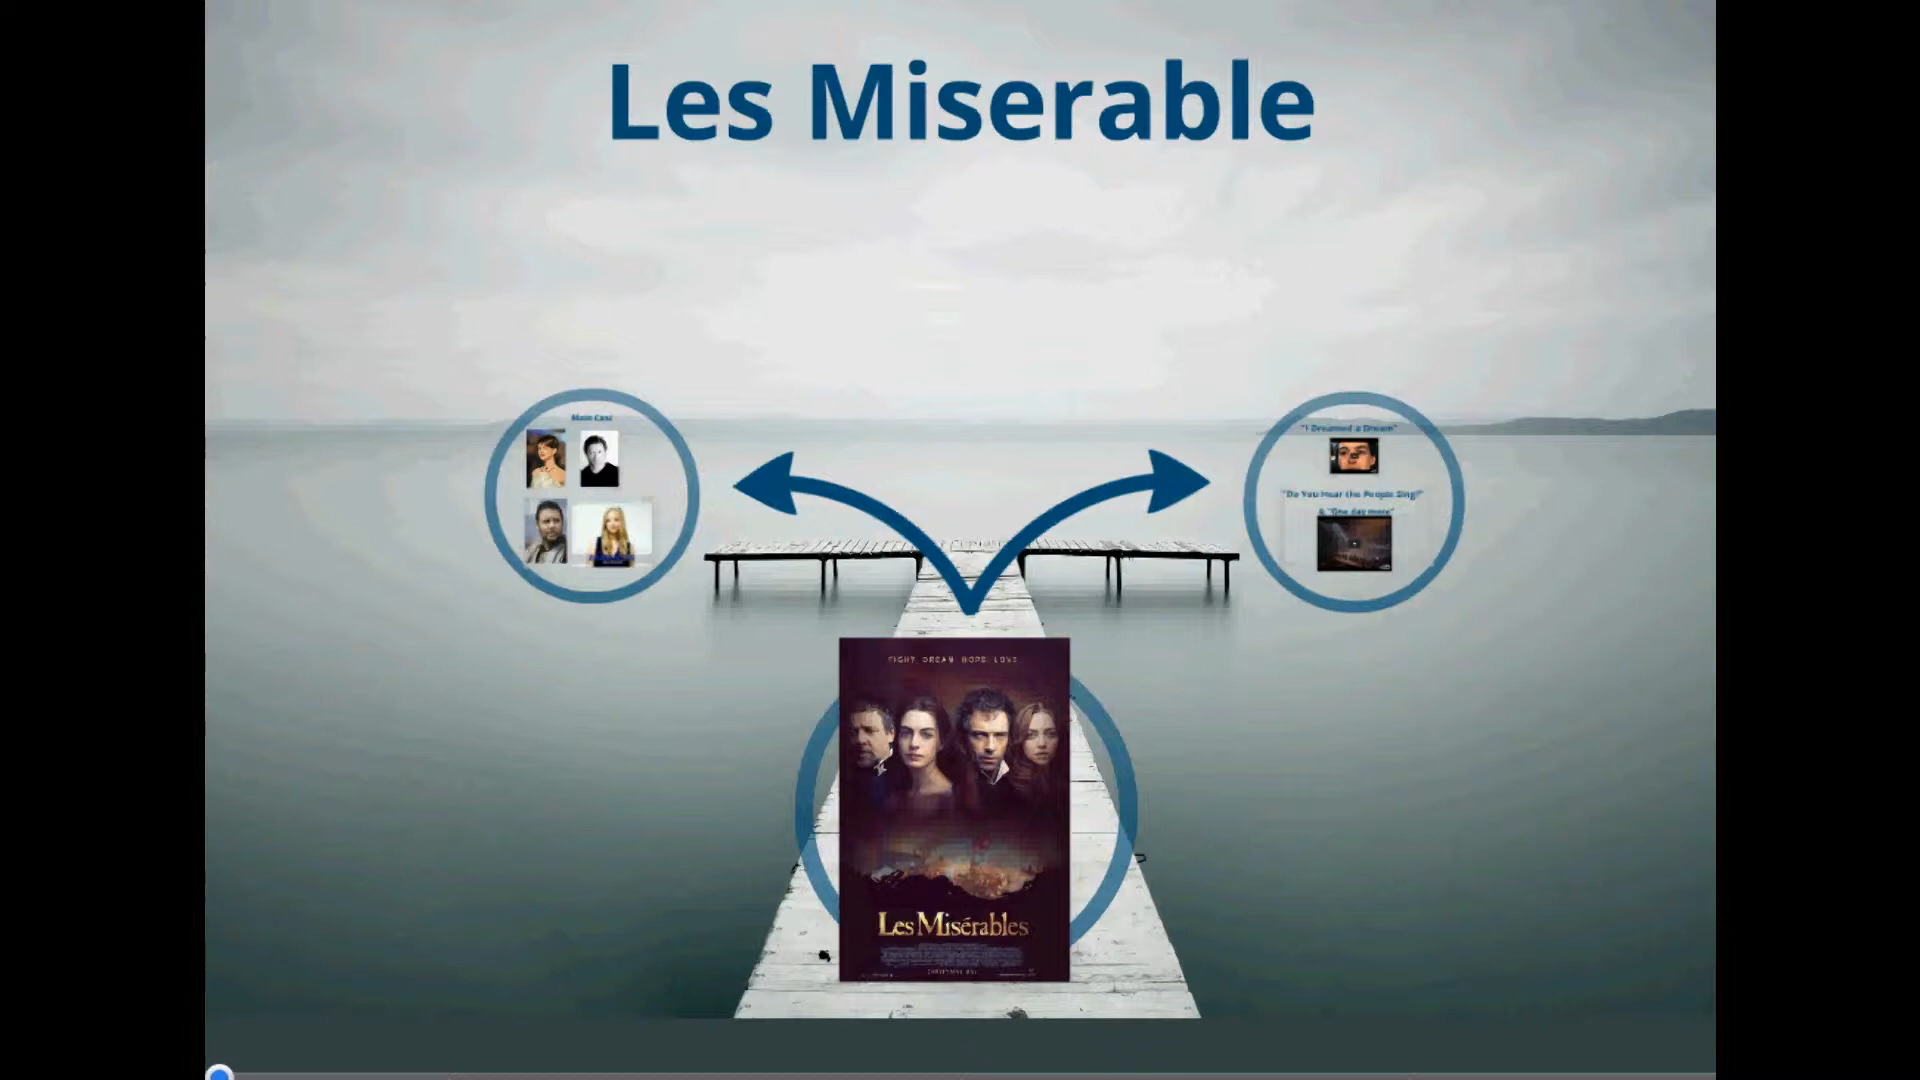 Les Miserable
Main Cast
"I Dreamed a Dream"
"Do You Hear the People Sing?"
& "One day more"
FIGHT DREAM HOPE LOVE
Les Misérables